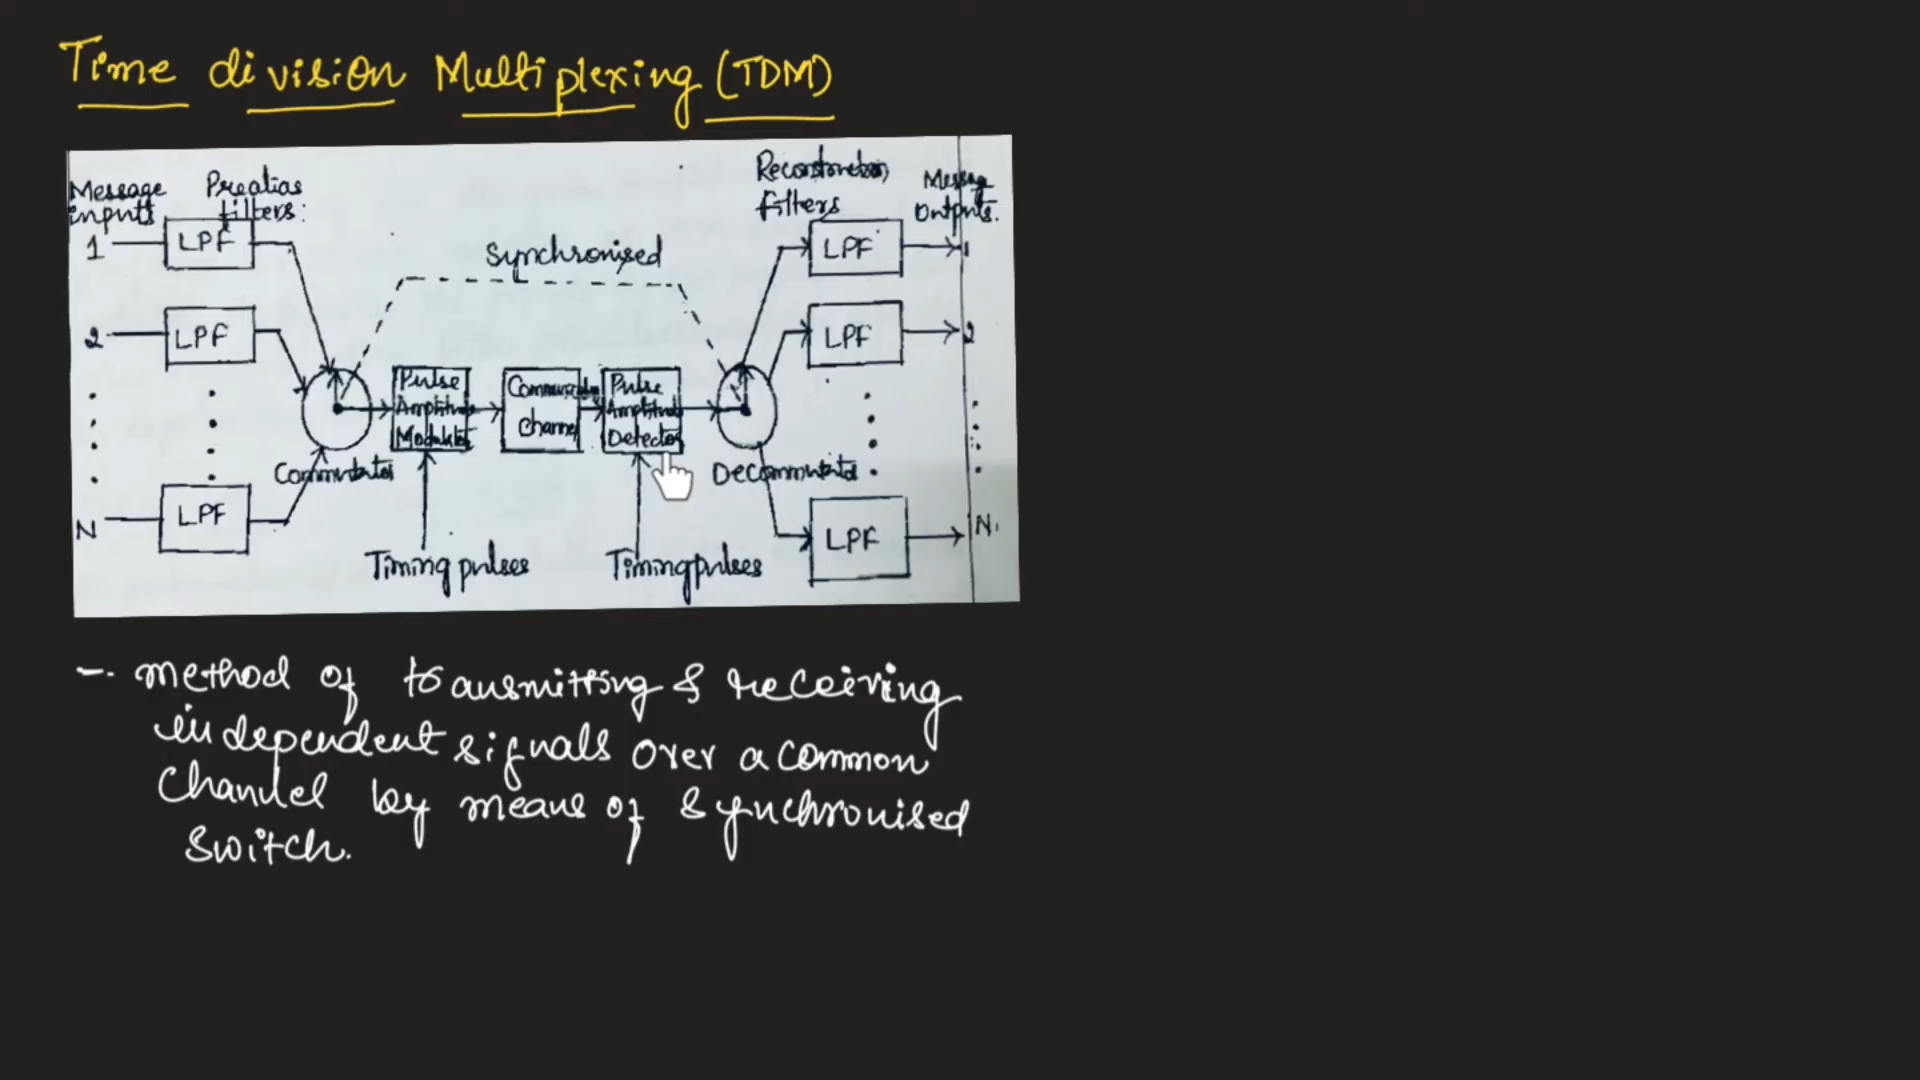 Time division Multiplexing (TDM)
Message inputs
Prealias filters:
Reconstruction filters
Message Outputs.
1
LPF
Synchronised
LPF
1
2
LPF
LPF
2
Pulse Amplitude Modulator
Communication Channel
Pulse Amplitude Detector
Commutator
Decommutator
N
LPF
LPF
N.
Timing pulses
Timing pulses
- method of transmitting & receiving
independent signals over a common
channel by means of synchronised
switch.